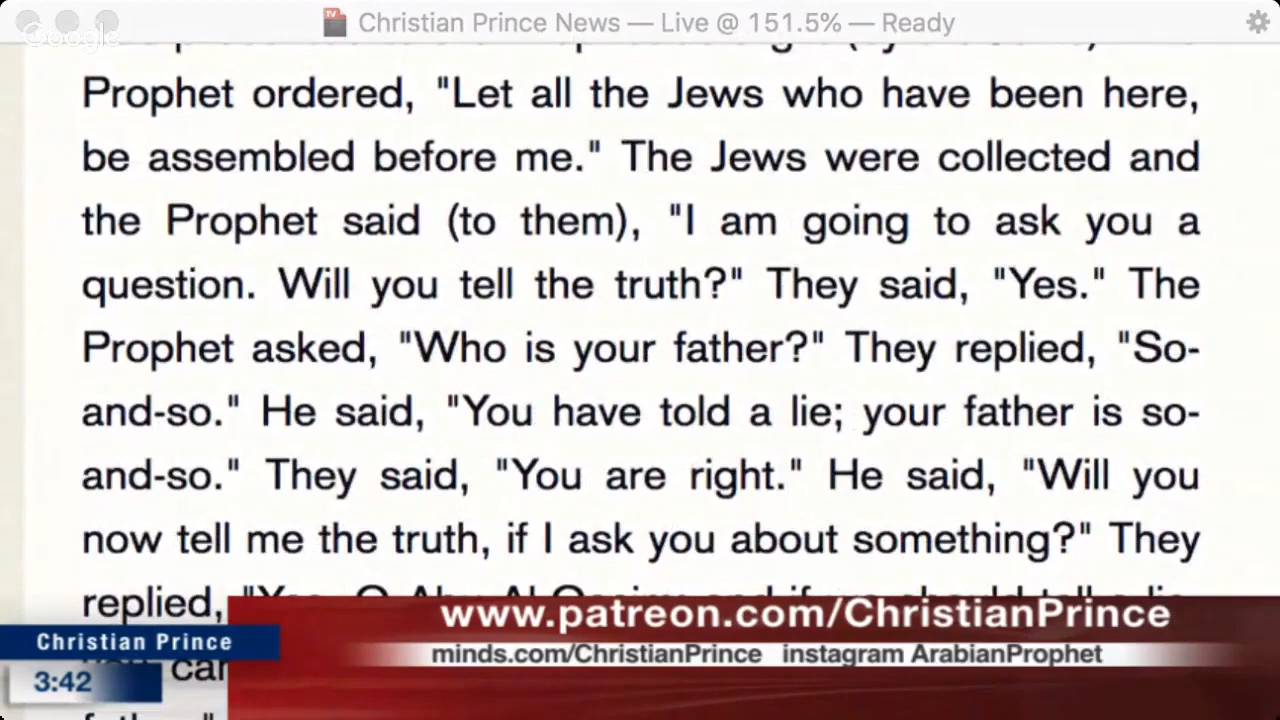 Christian Prince News — Live @ 151.5% — Ready
Google
Prophet ordered, "Let all the Jews who have been here,
be assembled before me." The Jews were collected and
the Prophet said (to them), "I am going to ask you a
question. Will you tell the truth?" They said, "Yes." The
Prophet asked, "Who is your father?" They replied, "So-
and-so." He said, "You have told a lie; your father is so-
and-so." They said, "You are right." He said, "Will you
now tell me the truth, if I ask you about something?" They
replied,
www.patreon.com/ChristianPrince
Christian Prince
minds.com/ChristianPrince instagram ArabianProphet
3:42